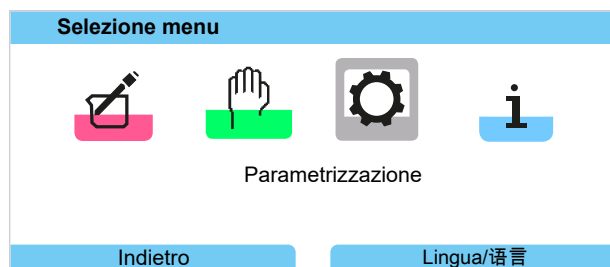 Selezione menu
Parametrizzazione
Indietro
Lingua/语言